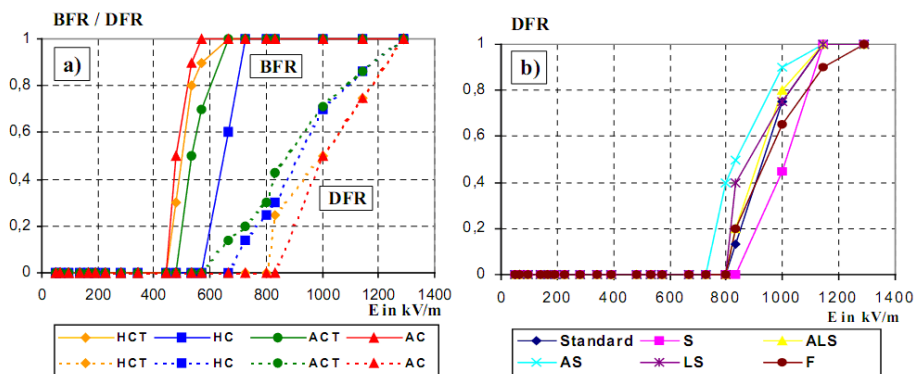 BFR / DFR
a)
BFR
DFR
1
0,8
0,6
0,4
0,2
0
0 200 400 600 800 1000 1200 1400
E in kV/m
HCT HC ACT AC
HCT HC ACT AC
DFR
b)
1
0,8
0,6
0,4
0,2
0
0 200 400 600 800 1000 1200 1400
E in kV/m
Standard S ALS
AS LS F